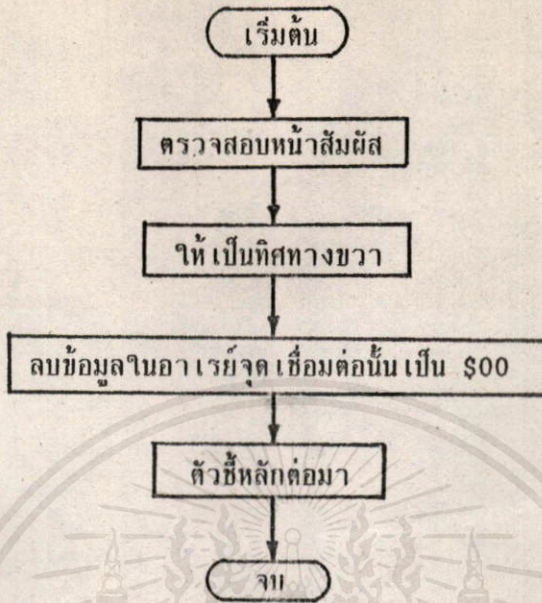 เริ่มต้น
ตรวจสอบหน้าสัมผัส
ให้เป็นทิศทางขวา
ลบข้อมูลในอาเรย์จุดเชื่อมต่อนั้นเป็น $00
ตัวชี้หลักต่อมา
จบ